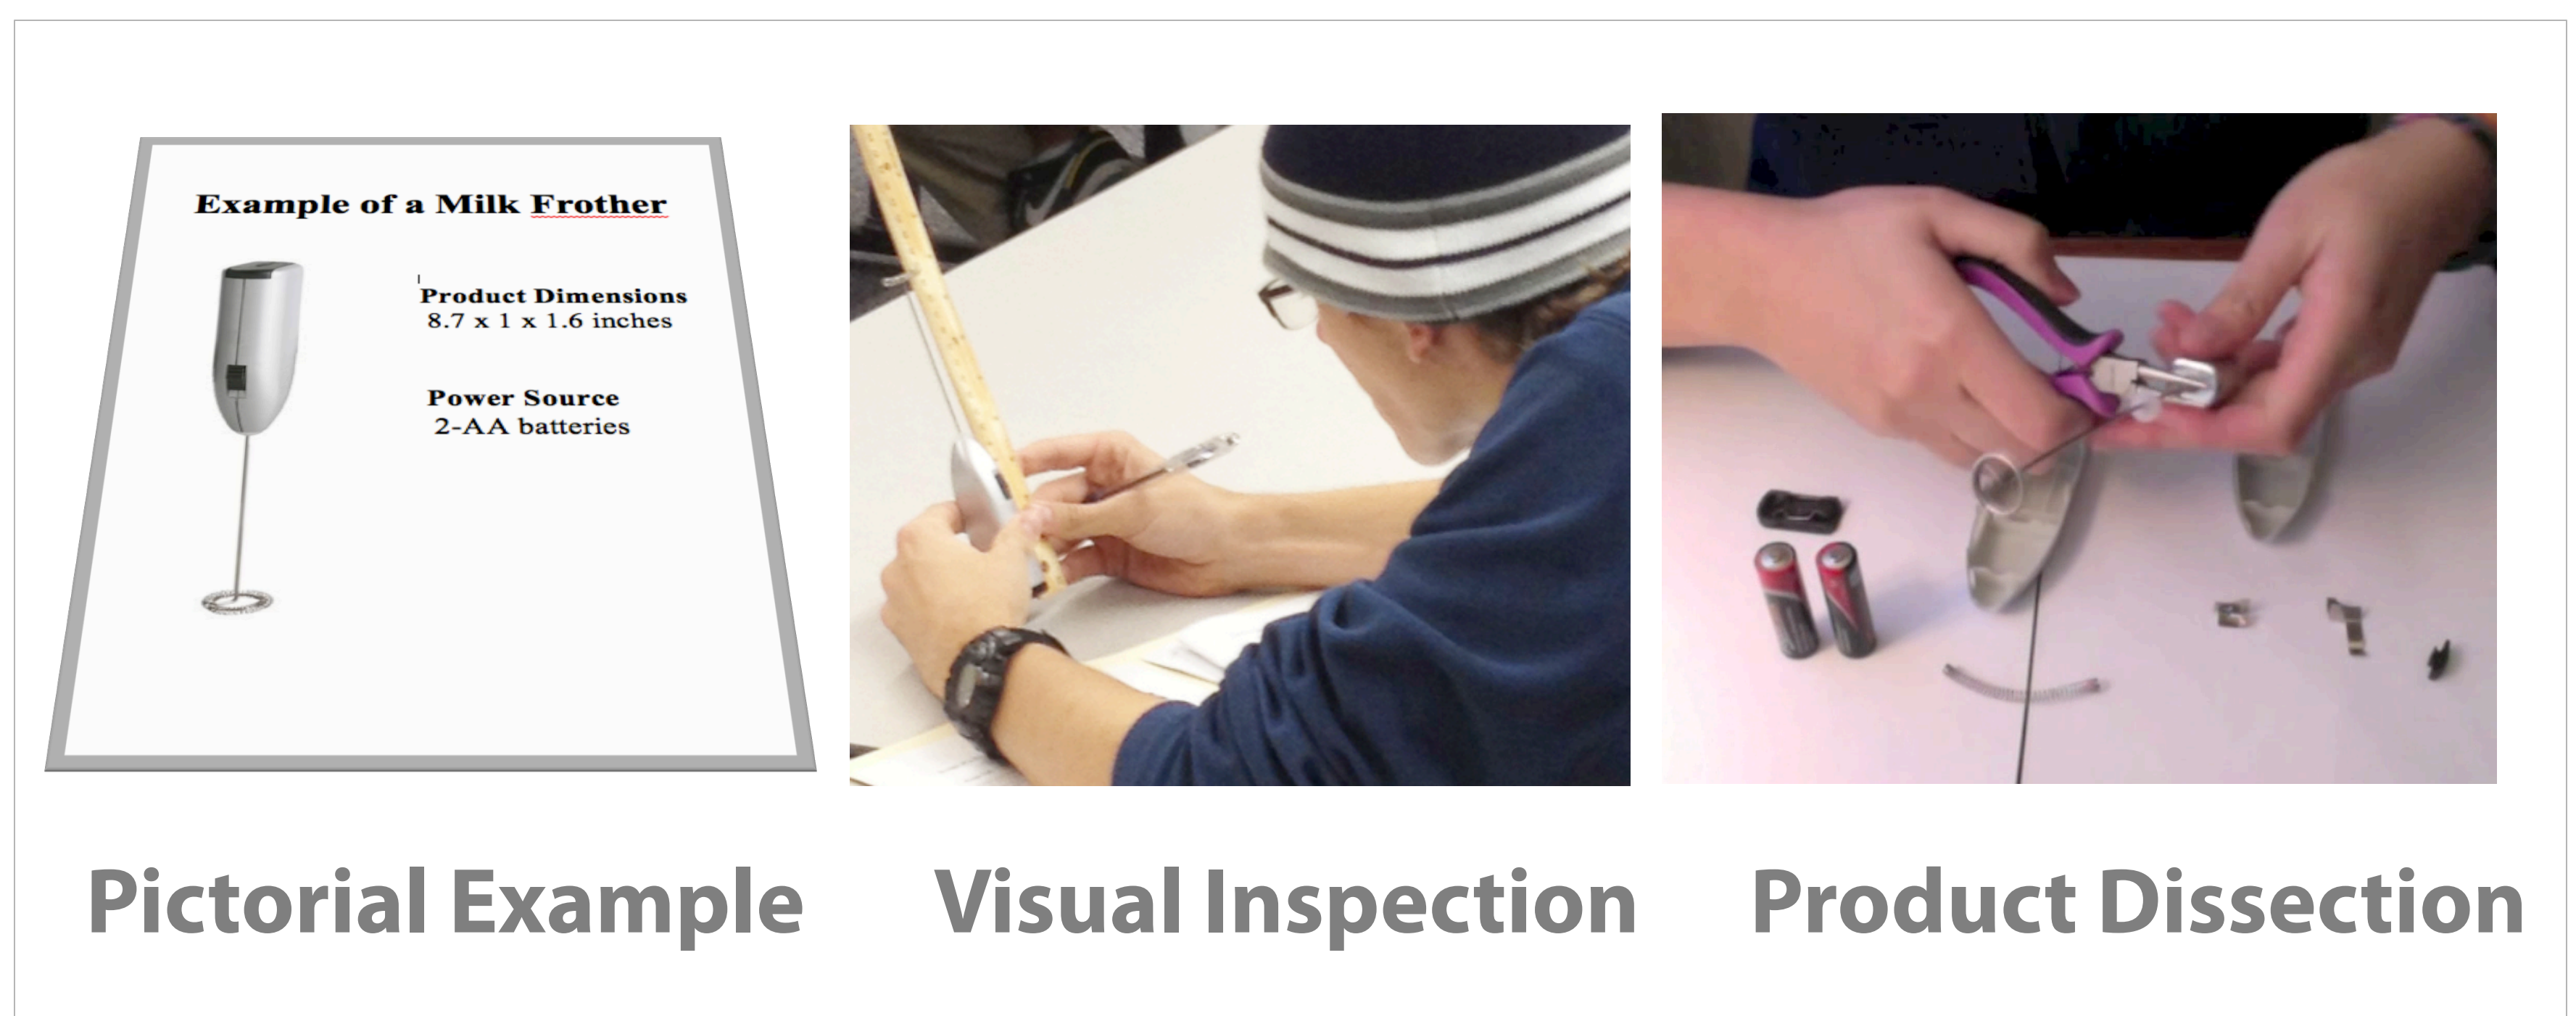 Example of a Milk Frother
Product Dimensions
8.7 x 1 x 1.6 inches
Power Source
2-AA batteries
Pictorial Example
Visual Inspection
Product Dissection